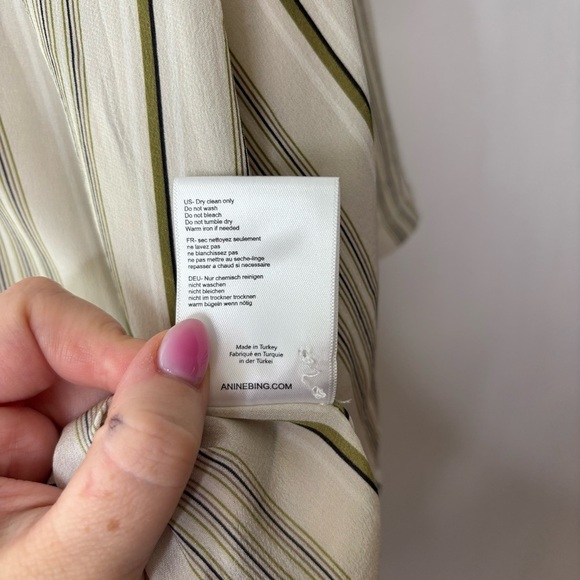 US- Dry clean only
Do not wash
Do not bleach
Do not tumble dry
Warm iron if needed
FR- sec nettoyez seulement
ne lavez pas
ne blanchissez pas
ne pas mettre au seche-linge
repasser a chaud si necessaire
DEU- Nur chemisch reinigen
nicht waschen
nicht bleichen
nicht im trockner trocknen
warm bügeln wenn nötig
Made in Turkey
Fabriqué en Turquie
in der Türkei
ANINEBING.COM